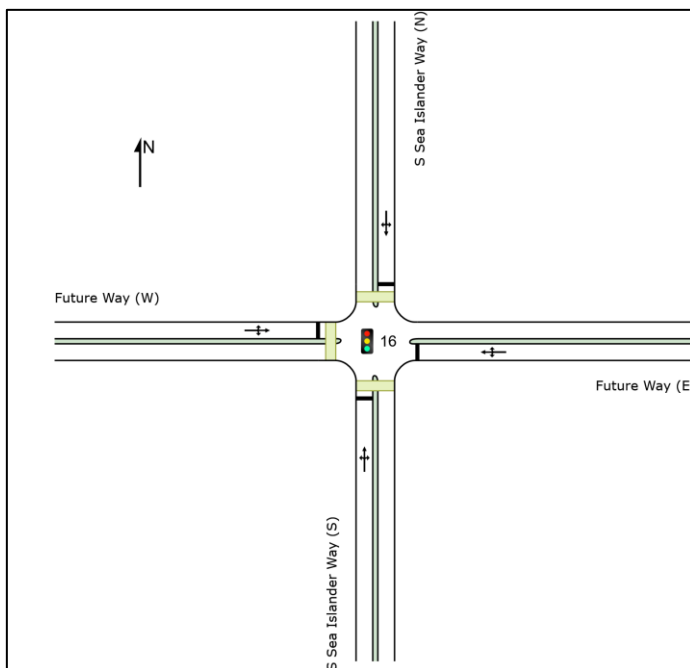 S Sea Islander Way (N)
N
Future Way (W)
16
Future Way (E
S Sea Islander Way (S)